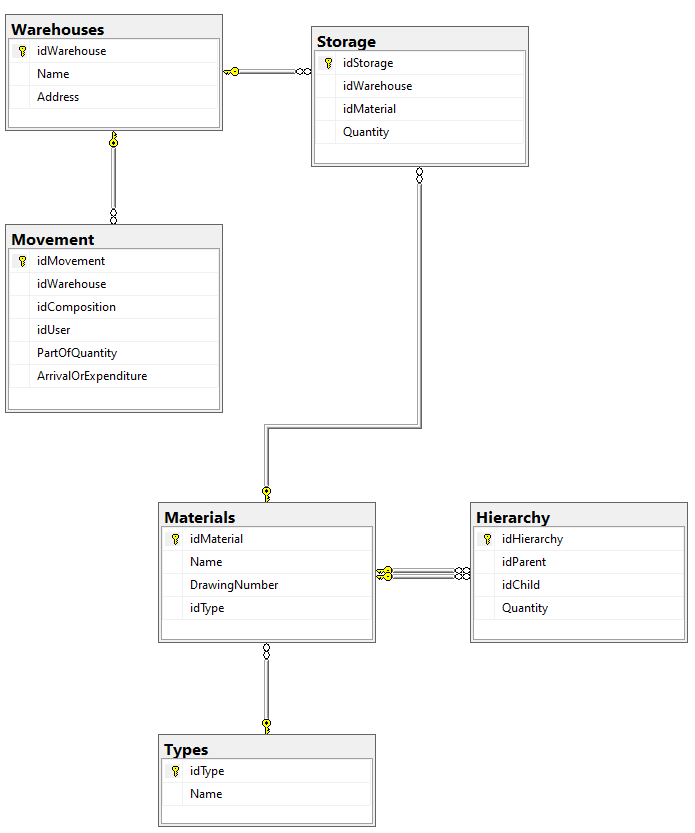 Warehouses
idWarehouse
Name
Address
Storage
idStorage
idWarehouse
idMaterial
Quantity
Movement
idMovement
idWarehouse
idComposition
idUser
PartOfQuantity
ArrivalOrExpenditure
Materials
idMaterial
Name
DrawingNumber
idType
Hierarchy
idHierarchy
idParent
idChild
Quantity
Types
idType
Name